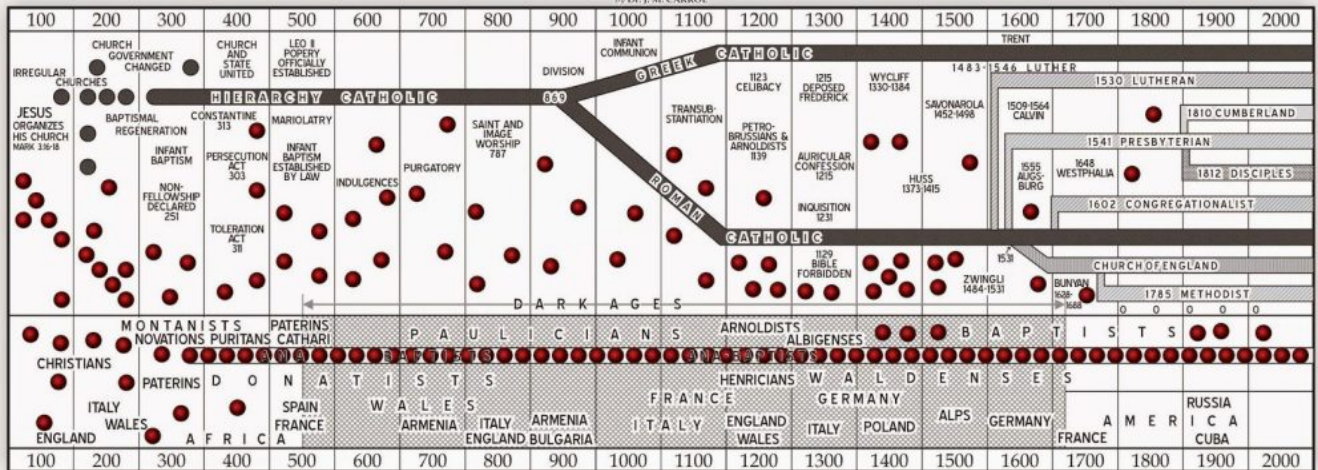 by Dr. J. M. CARROL
100 200 300 400 500 600 700 800 900 1000 1100 1200 1300 1400 1500 1600 1700 1800 1900 2000
IRREGULAR
CHURCHES
CHURCH
GOVERNMENT
CHANGED
CHURCH
AND
STATE
UNITED
LEO II
POPERY
OFFICIALLY
ESTABLISHED
DIVISION
INFANT
COMMUNION
GREEK CATHOLIC
TRENT
HIERARCHY CATHOLIC
869
ROMAN CATHOLIC
JESUS
ORGANIZES
HIS CHURCH
MARK 3:16-18
BAPTISMAL
REGENERATION
INFANT
BAPTISM
NON-
FELLOWSHIP
DECLARED
251
CONSTANTINE
313
PERSECUTION
ACT
303
TOLERATION
ACT
311
MARIOLATRY
INFANT
BAPTISM
ESTABLISHED
BY LAW
INDULGENCES
PURGATORY
SAINT AND
IMAGE
WORSHIP
787
TRANSUB-
STANTIATION
1123
CELIBACY
PETRO-
BRUSSIANS &
ARNOLDISTS
1139
1215
DEPOSED
FREDERICK
AURICULAR
CONFESSION
1215
INQUISITION
1231
1129
BIBLE
FORBIDDEN
WYCLIFF
1330-1384
HUSS
1373-1415
SAVONAROLA
1452-1498
ZWINGLI
1484-1531
1483-1546 LUTHER
1509-1564
CALVIN
1555
AUGS-
BURG
1648
WESTPHALIA
1531
BUNYAN
1628-
1688
1530 LUTHERAN
1810 CUMBERLAND
1541 PRESBYTERIAN
1812 DISCIPLES
1602 CONGREGATIONALIST
CHURCH OF ENGLAND
1785 METHODIST
DARK AGES
MONTANISTS
NOVATIONS PURITANS
PATERINS
CATHARI
PAULICIANS
ARNOLDISTS
ALBIGENSES
BAPTISTS
CHRISTIANS
ANA BAPTISTS ANA BAPTISTS
PATERINS DONATISTS
HENRICIANS WALDENSES
ITALY
WALES
ENGLAND
AFRICA
SPAIN
FRANCE
WALES
ARMENIA
ITALY
ENGLAND
ARMENIA
BULGARIA
FRANCE
ITALY
ENGLAND
WALES
GERMANY
ITALY
POLAND
ALPS
GERMANY
FRANCE
AMERICA
RUSSIA
CUBA
100 200 300 400 500 600 700 800 900 1000 1100 1200 1300 1400 1500 1600 1700 1800 1900 2000